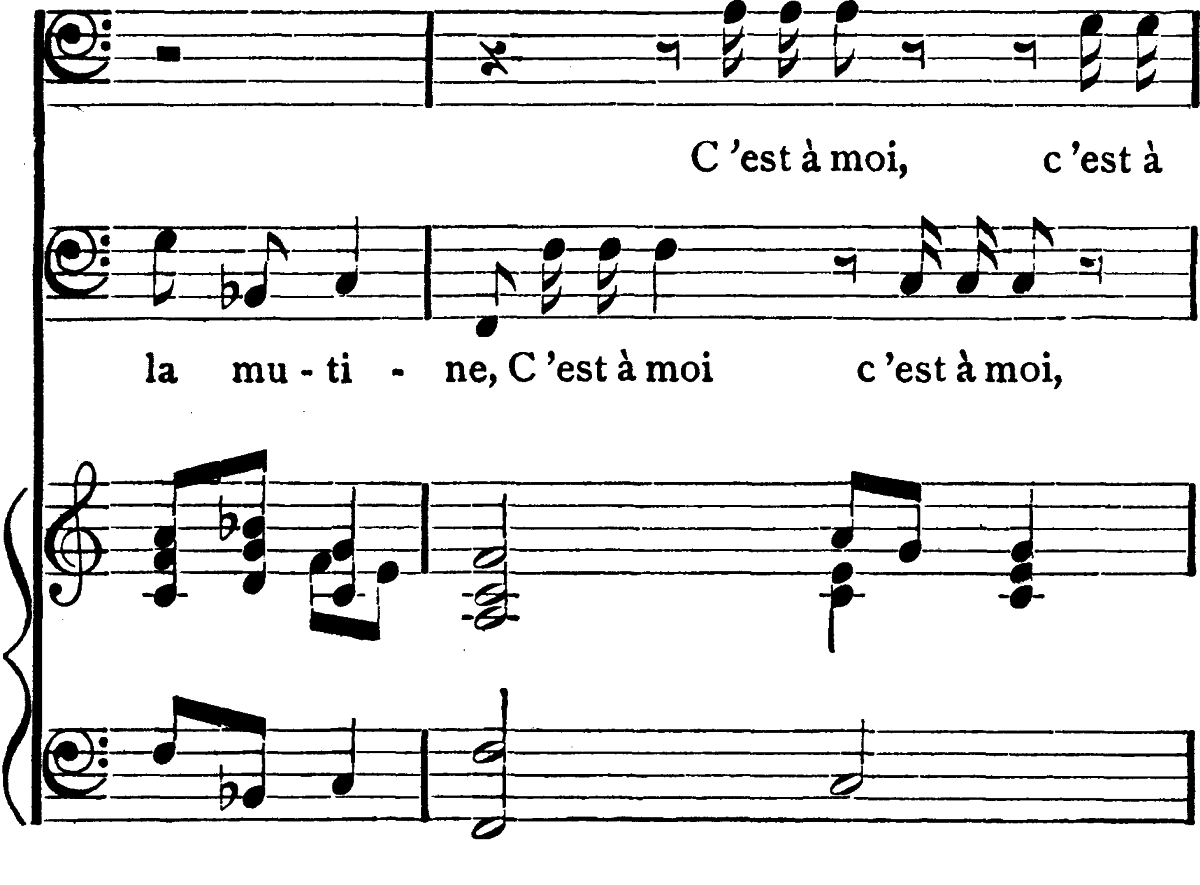 C'est à moi, c'est à
la mu - ti - ne, C'est à moi c'est à moi,